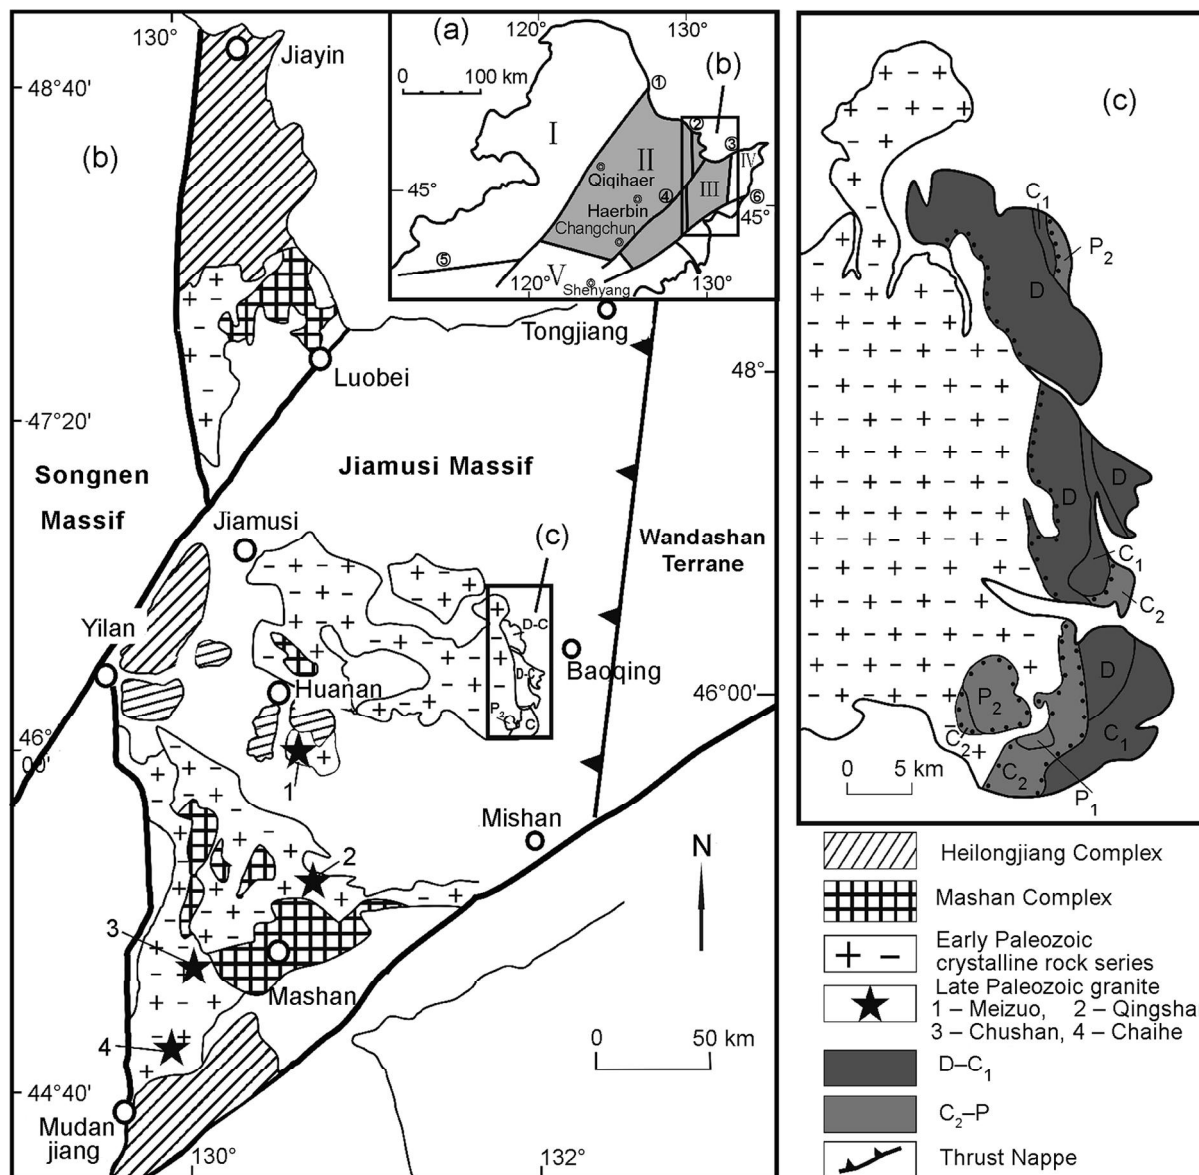 130°
Jiayin
48°40'
(b)
(a)
120°
130°
0 100 km
(b)
①
②
③
I
II
IV
Qiqihaer
④
III
⑥
45°
Haerbin
45°
Changchun
⑤
V
120°
130°
Shenyang
Tongjiang
Luobei
48°
47°20'
Songnen
Massif
Jiamusi Massif
Jiamusi
(c)
Wandashan
Terrane
Yilan
D-C
Baoqing
Huanan
D-C
46°00'
P₂
C
46°
00'
1
Mishan
2
N
3
Mashan
4
0 50 km
44°40'
Mudan
jiang
130°
132°
(c)
C₁
P₂
D
D
D
C₁
C₂
D
P₂
C₂
C₁
C₂
P₁
0 5 km
Heilongjiang Complex
Mashan Complex
Early Paleozoic
crystalline rock series
Late Paleozoic granite
1 – Meizuo, 2 – Qingshan
3 – Chushan, 4 – Chaihe
D–C₁
C₂–P
Thrust Nappe